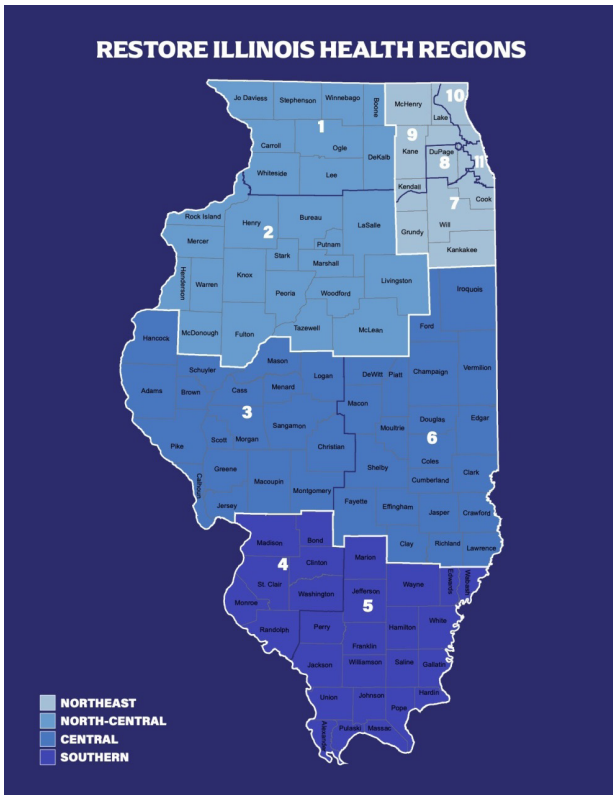 RESTORE ILLINOIS HEALTH REGIONS
Jo Daviess Stephenson Winnebago Boone McHenry 10
Lake
1 9
Carroll Ogle Kane DuPage 11
DeKalb 8
Whiteside Lee
Kendall 7 Cook
Rock Island Henry Bureau LaSalle Will
2 Grundy
Mercer Putnam Kankakee
Stark Marshall
Henderson Warren Knox Livingston Iroquois
Peoria Woodford
McDonough Fulton Tazewell McLean Ford
Hancock
Mason
Schuyler Logan DeWitt Piatt Champaign Vermilion
Adams Brown Cass Menard
3 Macon
Sangamon Moultrie Douglas Edgar
Scott Morgan 6
Pike Christian
Greene Shelby Coles Clark
Calhoun Macoupin Cumberland
Montgomery
Jersey Fayette Effingham Jasper Crawford
Madison Bond Clay Richland Lawrence
4 Clinton Marion
St. Clair Jefferson Wayne Edwards Wabash
Washington 5
Monroe White
Randolph Perry Hamilton
Franklin
Jackson Williamson Saline Gallatin
Union Johnson Hardin
Pope
Alexander Pulaski Massac
NORTHEAST
NORTH-CENTRAL
CENTRAL
SOUTHERN